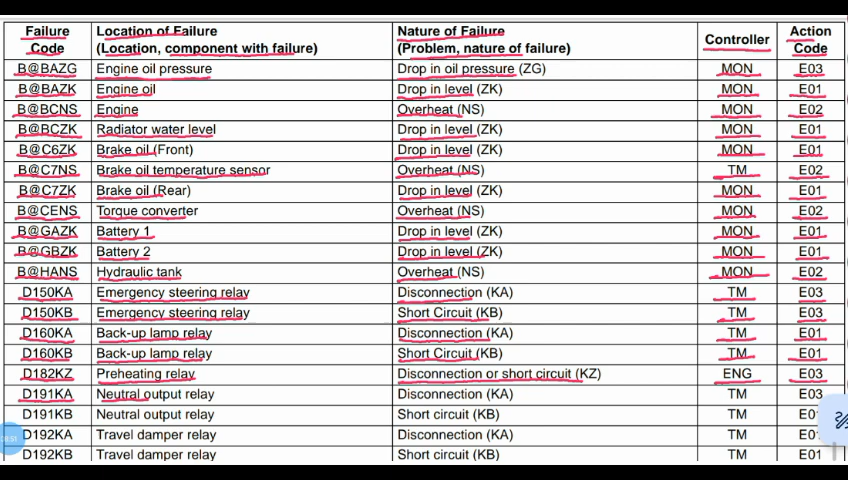 Failure Code Location of Failure (Location, component with failure) Nature of Failure (Problem, nature of failure) Controller Action Code
B@BAZG Engine oil pressure Drop in oil pressure (ZG) MON E03
B@BAZK Engine oil Drop in level (ZK) MON E01
B@BCNS Engine Overheat (NS) MON E02
B@BCZK Radiator water level Drop in level (ZK) MON E01
B@C6ZK Brake oil (Front) Drop in level (ZK) MON E01
B@C7NS Brake oil temperature sensor Overheat (NS) TM E02
B@C7ZK Brake oil (Rear) Drop in level (ZK) MON E01
B@CENS Torque converter Overheat (NS) MON E02
B@GAZK Battery 1 Drop in level (ZK) MON E01
B@GBZK Battery 2 Drop in level (ZK) MON E01
B@HANS Hydraulic tank Overheat (NS) MON E02
D150KA Emergency steering relay Disconnection (KA) TM E03
D150KB Emergency steering relay Short Circuit (KB) TM E03
D160KA Back-up lamp relay Disconnection (KA) TM E01
D160KB Back-up lamp relay Short Circuit (KB) TM E01
D182KZ Preheating relay Disconnection or short circuit (KZ) ENG E03
D191KA Neutral output relay Disconnection (KA) TM E03
D191KB Neutral output relay Short circuit (KB) TM
D192KA Travel damper relay Disconnection (KA) TM
D192KB Travel damper relay Short circuit (KB) TM E01